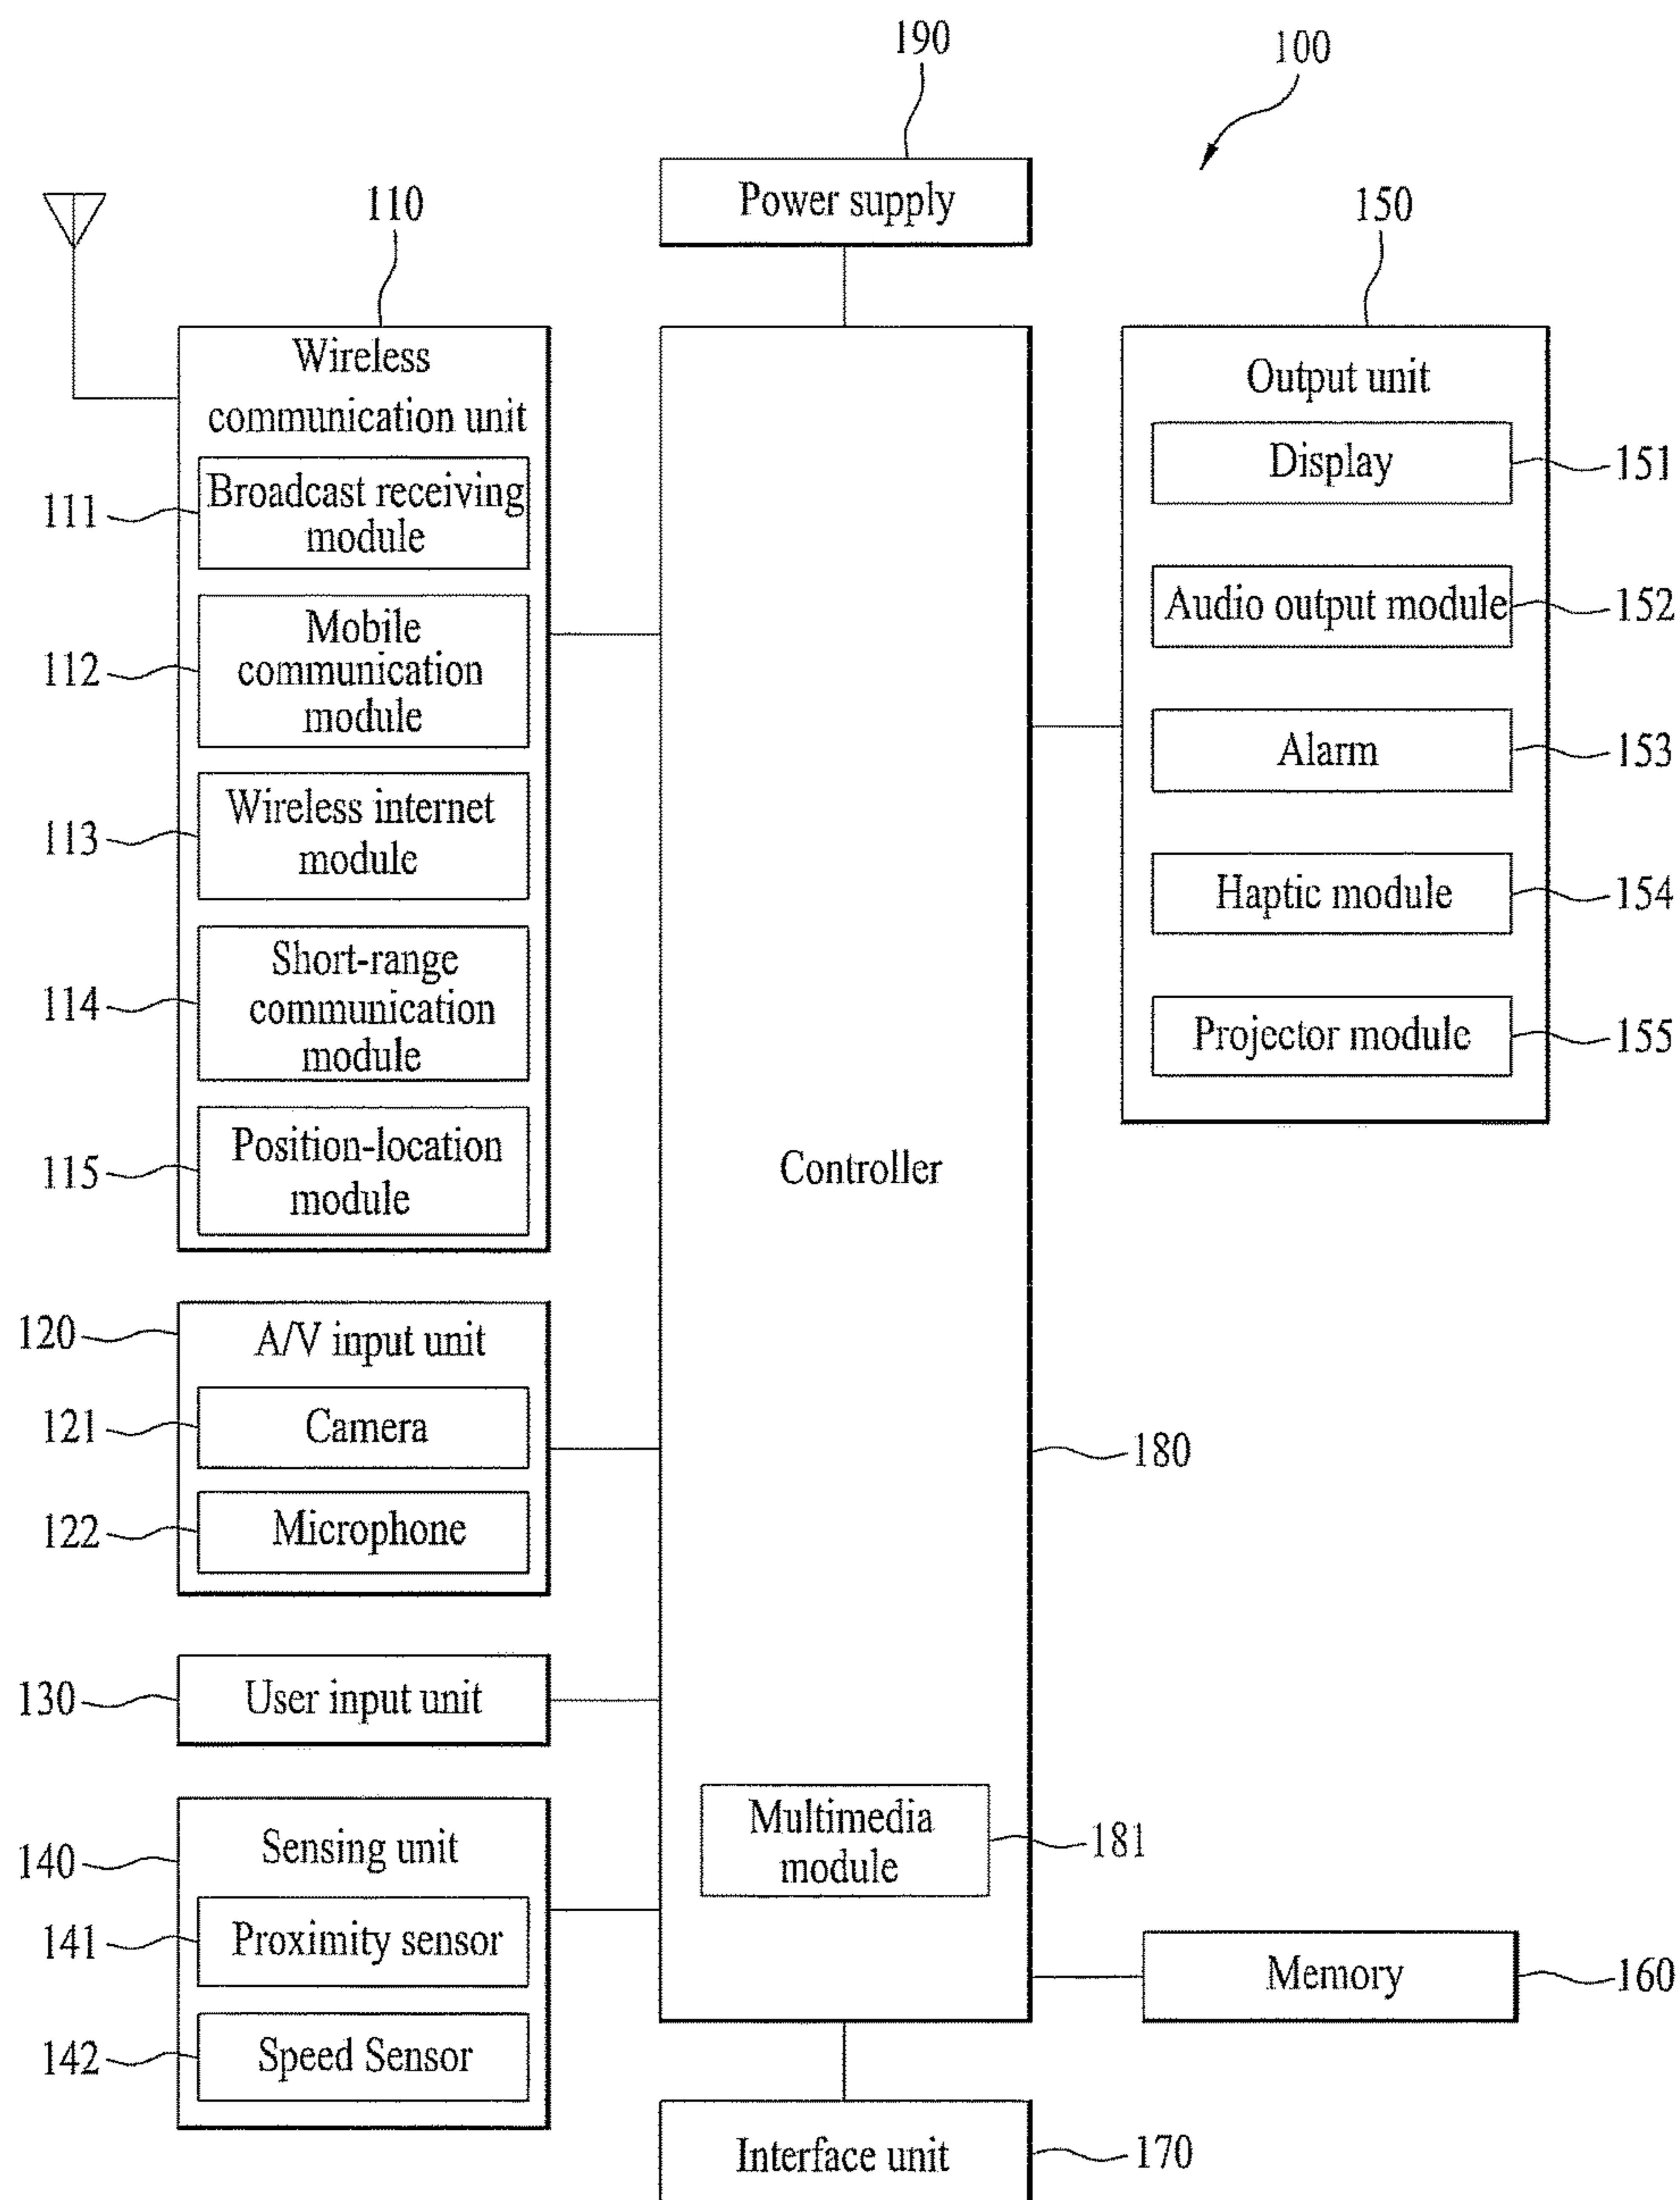 190
100
Power supply
110
150
Wireless
communication unit
Output unit
111
Broadcast receiving
module
Display
151
112
Mobile
communication
module
Audio output module
152
113
Wireless internet
module
Alarm
153
114
Short-range
communication
module
Haptic module
154
115
Position-location
module
Projector module
155
Controller
180
120
A/V input unit
121
Camera
122
Microphone
130
User input unit
Multimedia
module
181
140
Sensing unit
141
Proximity sensor
142
Speed Sensor
Memory
160
Interface unit
170